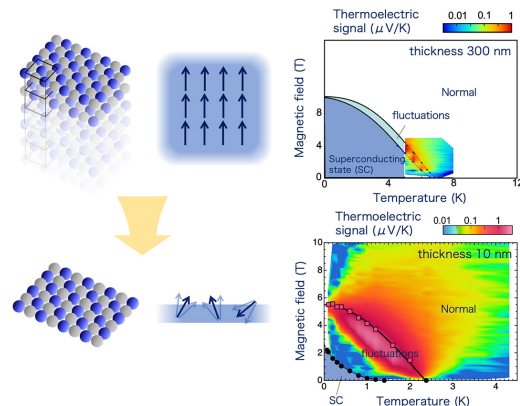 Thermoelectric
signal (μV/K)
0.01 0.1 1
thickness 300 nm
Normal
fluctuations
Superconducting
state (SC)
Magnetic field (T)
8
4
0
0 4 8 12
Temperature (K)
Thermoelectric
signal (μV/K)
0.01 0.1 1
thickness 10 nm
Normal
fluctuations
SC
Magnetic field (T)
10
8
6
4
2
0
0 1 2 3 4
Temperature (K)